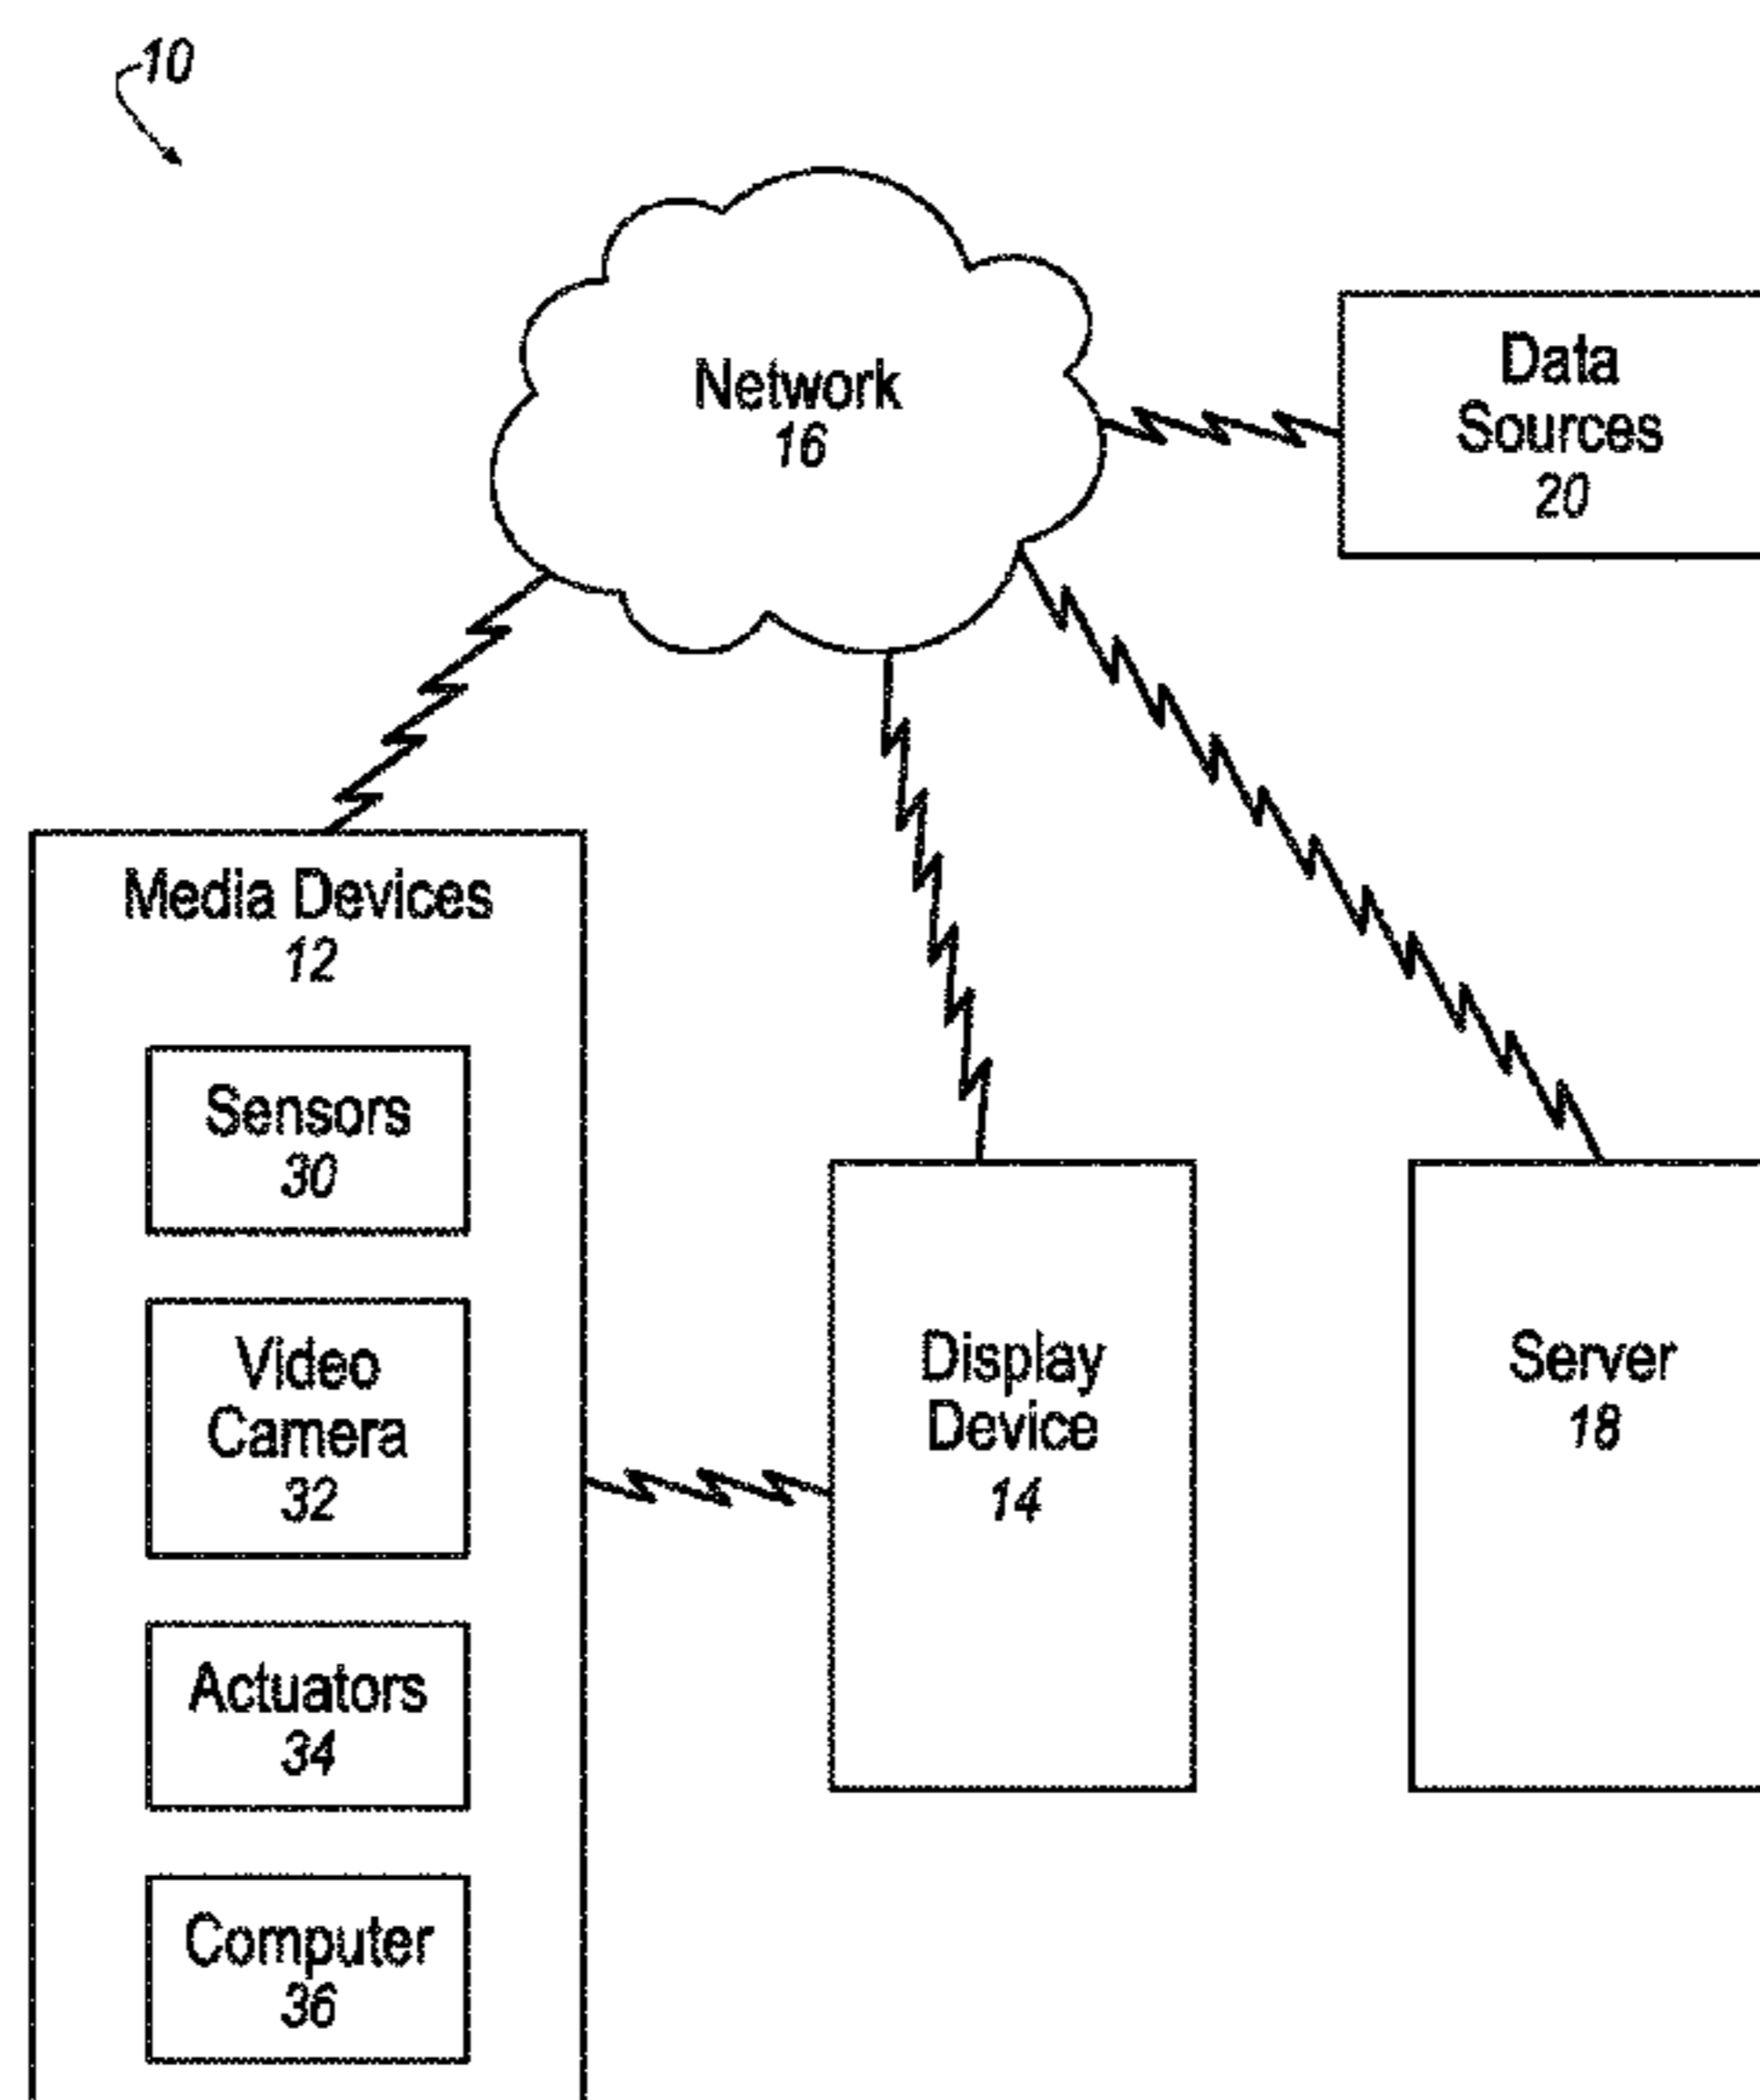 10
Network
16
Data
Sources
20
Media Devices
12
Sensors
30
Video
Camera
32
Actuators
34
Computer
36
Display
Device
14
Server
18